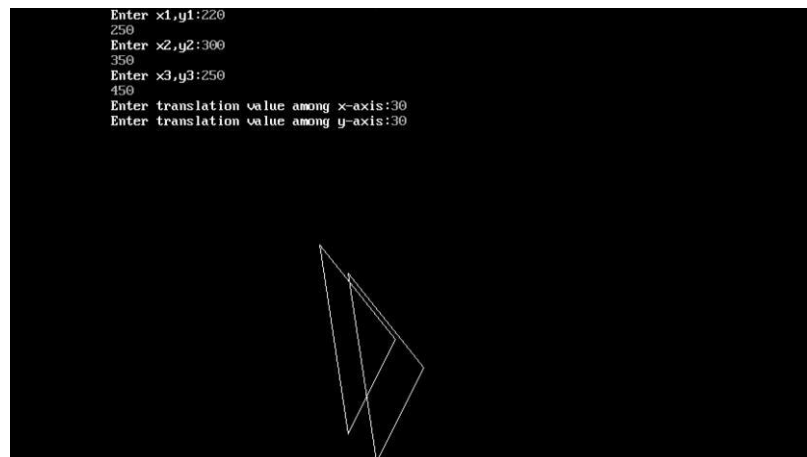 Enter x1,y1:220
250
Enter x2,y2:300
350
Enter x3,y3:250
450
Enter translation value among x-axis:30
Enter translation value among y-axis:30